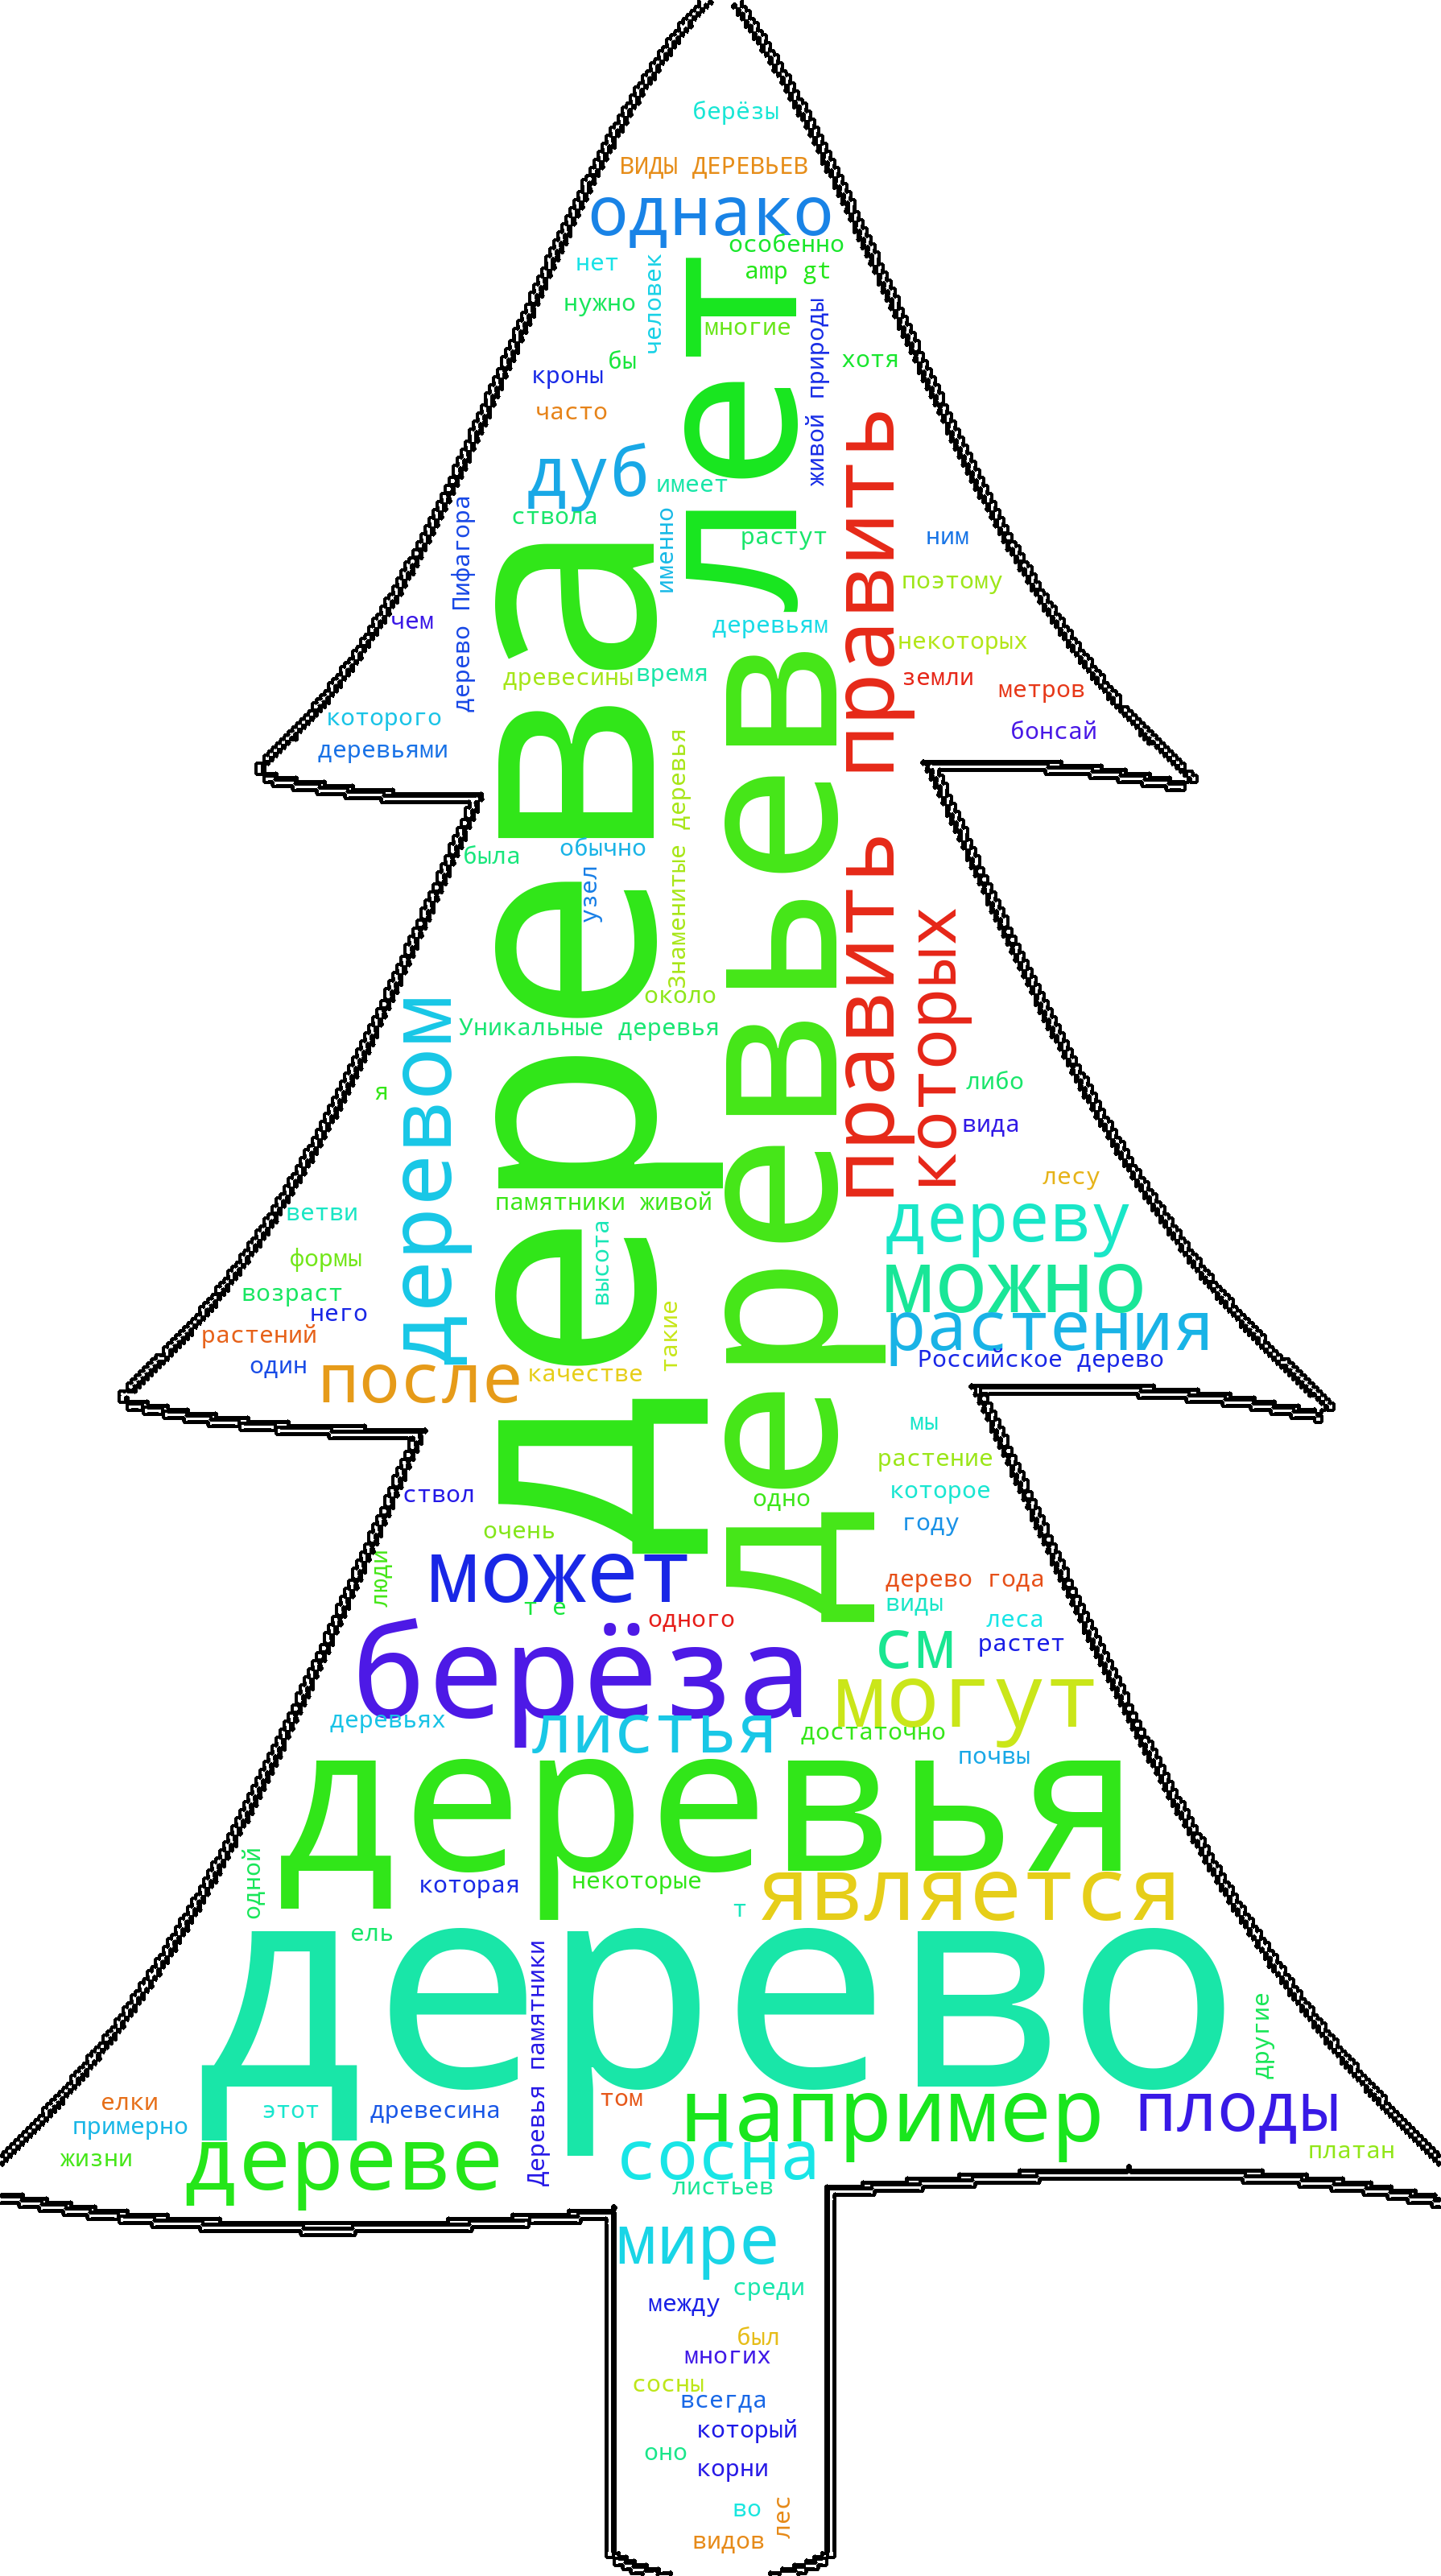 берёзы
ВИДЫ ДЕРЕВЬЕВ
однако
особенно
нет
человек
amp gt
лет
нужно
многие
живой природы
бы
хотя
кроны
часто
править править
дуб
имеет
ствола
дерево Пифагора
именно
растут
ним
дерева
поэтому
чем
деревьям
некоторых
деревьев
древесины
время
земли
метров
которого
бонсай
деревьями
Знаменитые деревья
была
обычно
узел
которых
около
деревом
Уникальные деревья
либо
я
вида
лесу
памятники живой
ветви
дереву
высота
формы
можно
возраст
него
растения
растений
такие
один
Российское дерево
после
качестве
мы
растение
ствол
которое
одно
очень
году
люди
может
дерево года
т е
виды
одного
леса
берёза
см
растет
могут
деревьях
листья
достаточно
почвы
деревья
одной
которая
некоторые
является
т
ель
дерево
Деревья памятники
другие
елки
этот
древесина
том
например
плоды
примерно
жизни
дереве
сосна
платан
листьев
мире
среди
между
был
многих
сосны
всегда
который
оно
корни
во
лес
видов